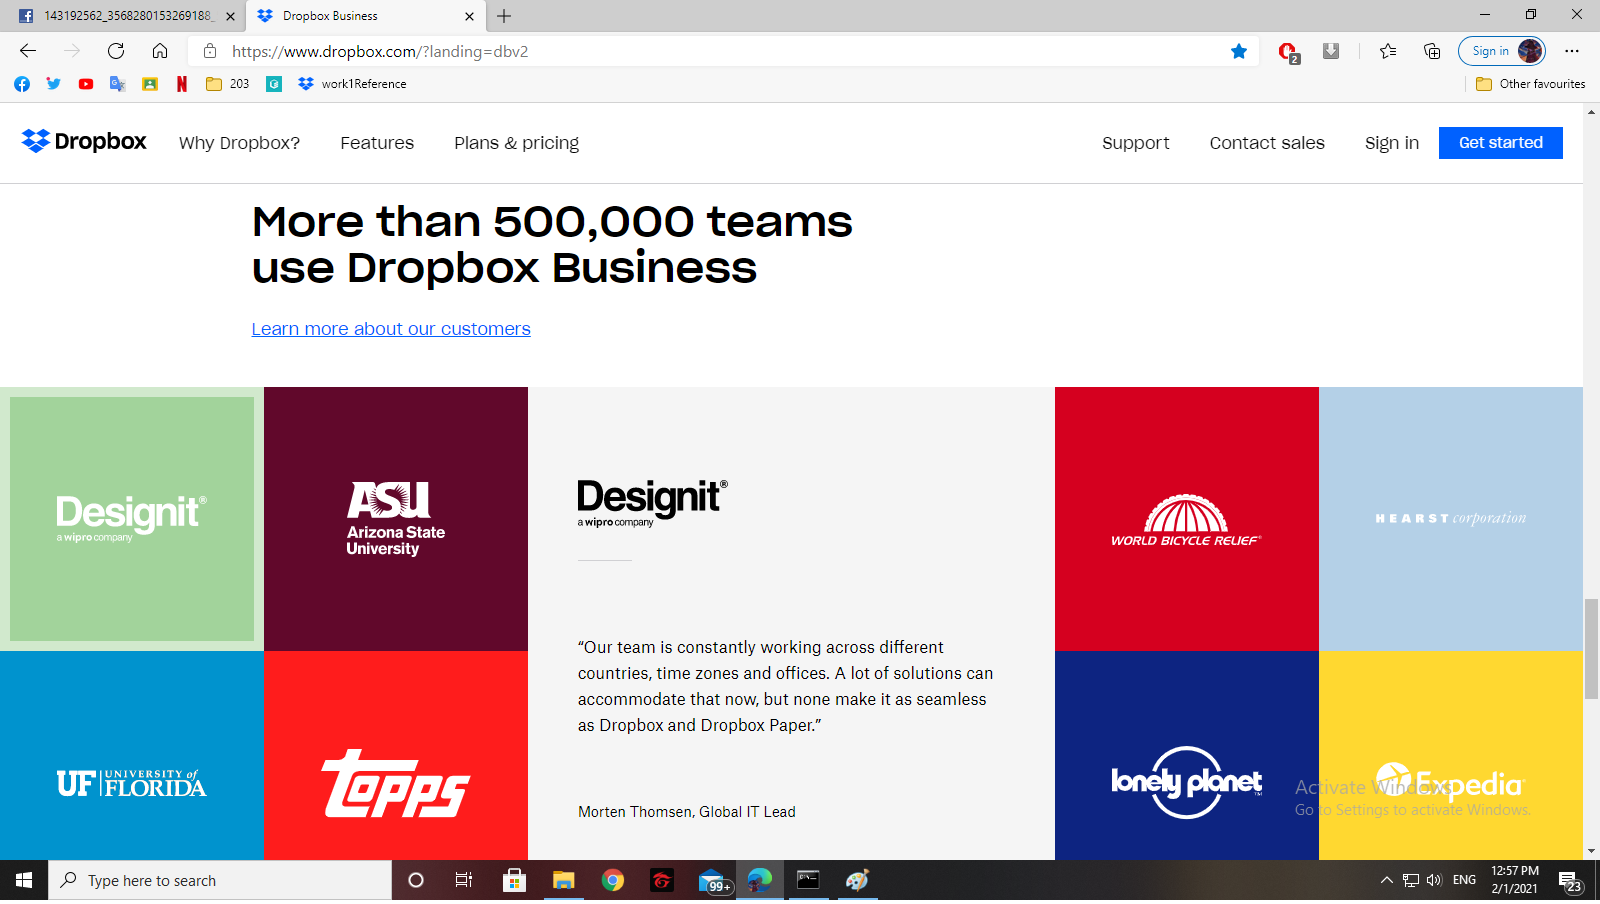 143192562_3568280153269188_
Dropbox Business
https://www.dropbox.com/?landing=dbv2
2
Sign in
203
work1Reference
Other favourites
Dropbox
Why Dropbox?
Features
Plans & pricing
Support
Contact sales
Sign in
Get started
More than 500,000 teams
use Dropbox Business
Learn more about our customers
Designit®
a wipro company
ASU
Arizona State
University
Designit®
a wipro company
“Our team is constantly working across different
countries, time zones and offices. A lot of solutions can
accommodate that now, but none make it as seamless
as Dropbox and Dropbox Paper.”
Morten Thomsen, Global IT Lead
WORLD BICYCLE RELIEF®
HEARST corporation
UF UNIVERSITY of
FLORIDA
Topps
lonely planet™
Expedia
Activate Windows
Go to Settings to activate Windows.
Type here to search
99+
ENG
12:57 PM
2/1/2021
23